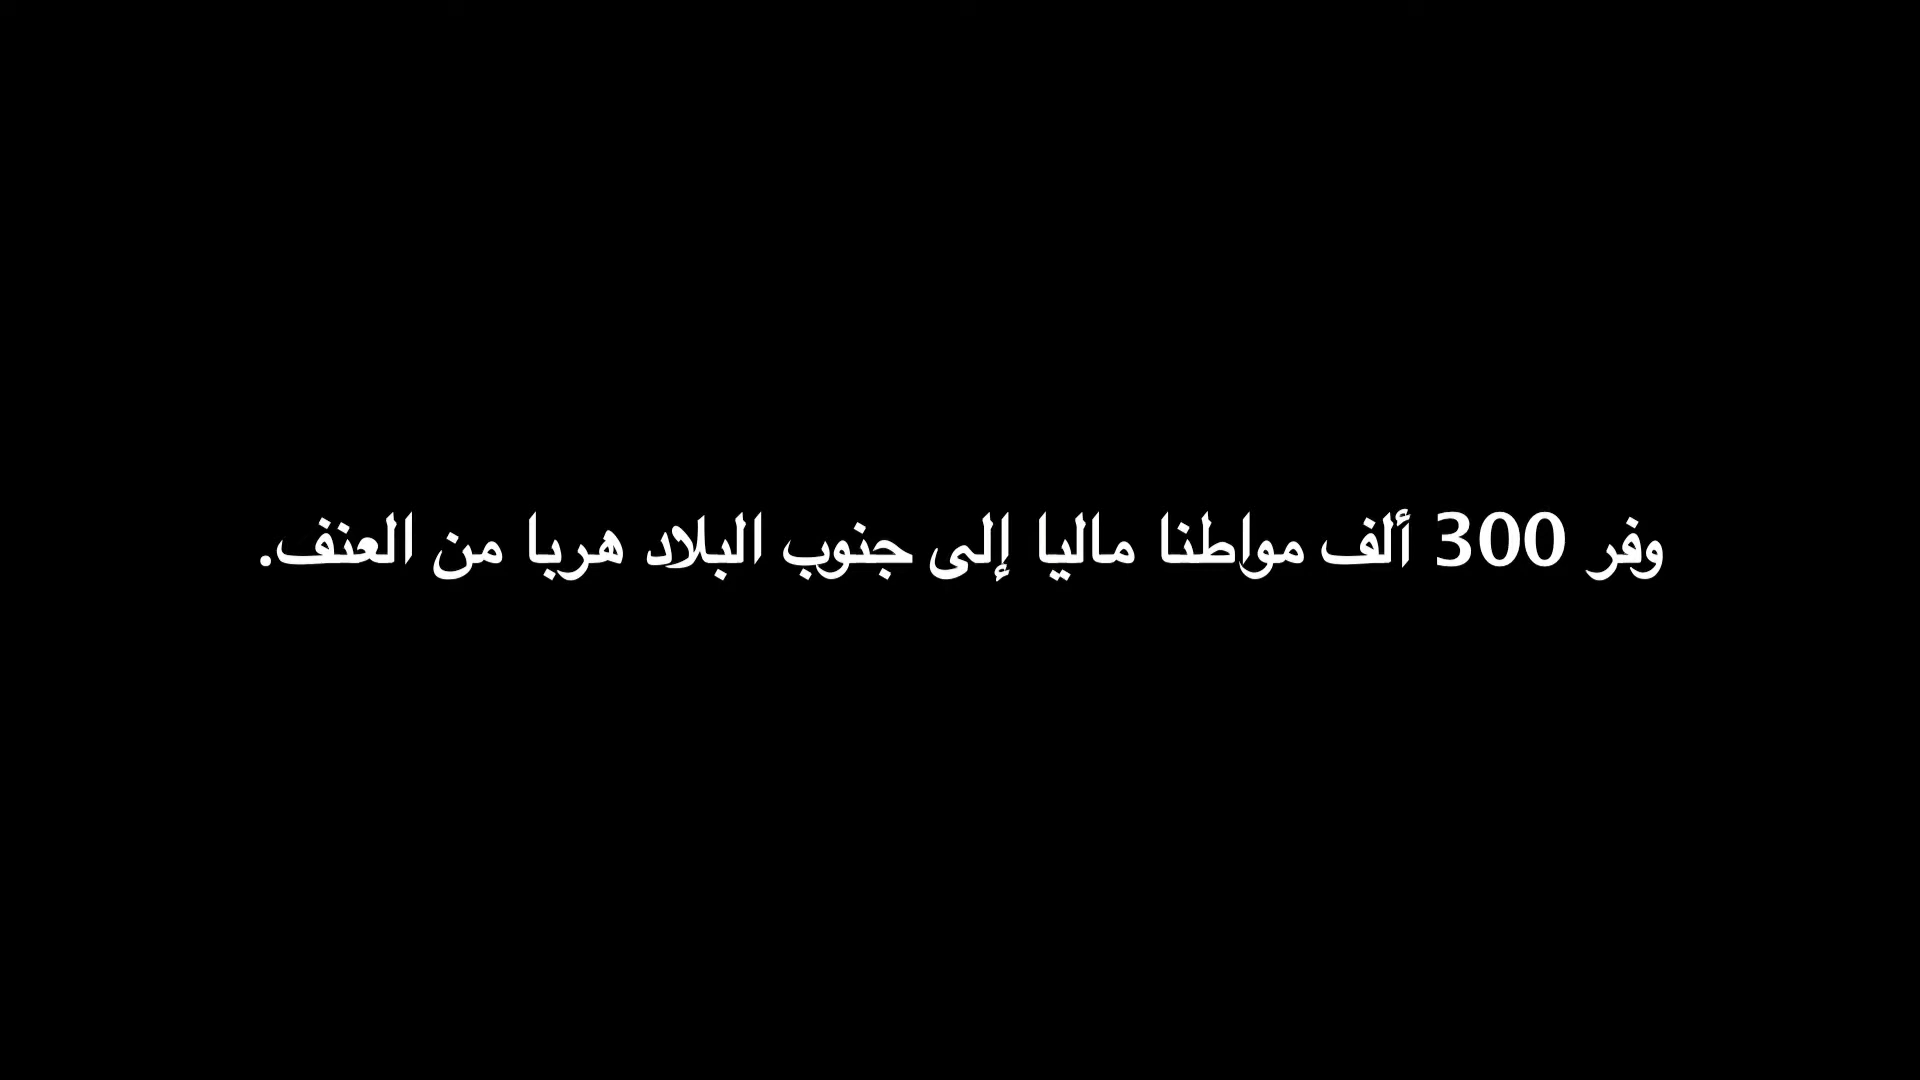 وفر 300 ألف مواطنا ماليا إلى جنوب البلاد هربا من العنف.